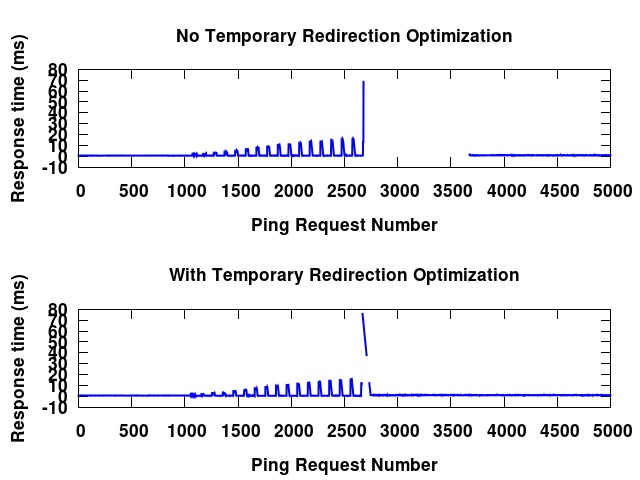 No Temporary Redirection Optimization
Response time (ms)
80
70
60
50
40
30
20
10
0
-10
0 500 1000 1500 2000 2500 3000 3500 4000 4500 5000
Ping Request Number
With Temporary Redirection Optimization
Response time (ms)
80
70
60
50
40
30
20
10
0
-10
0 500 1000 1500 2000 2500 3000 3500 4000 4500 5000
Ping Request Number